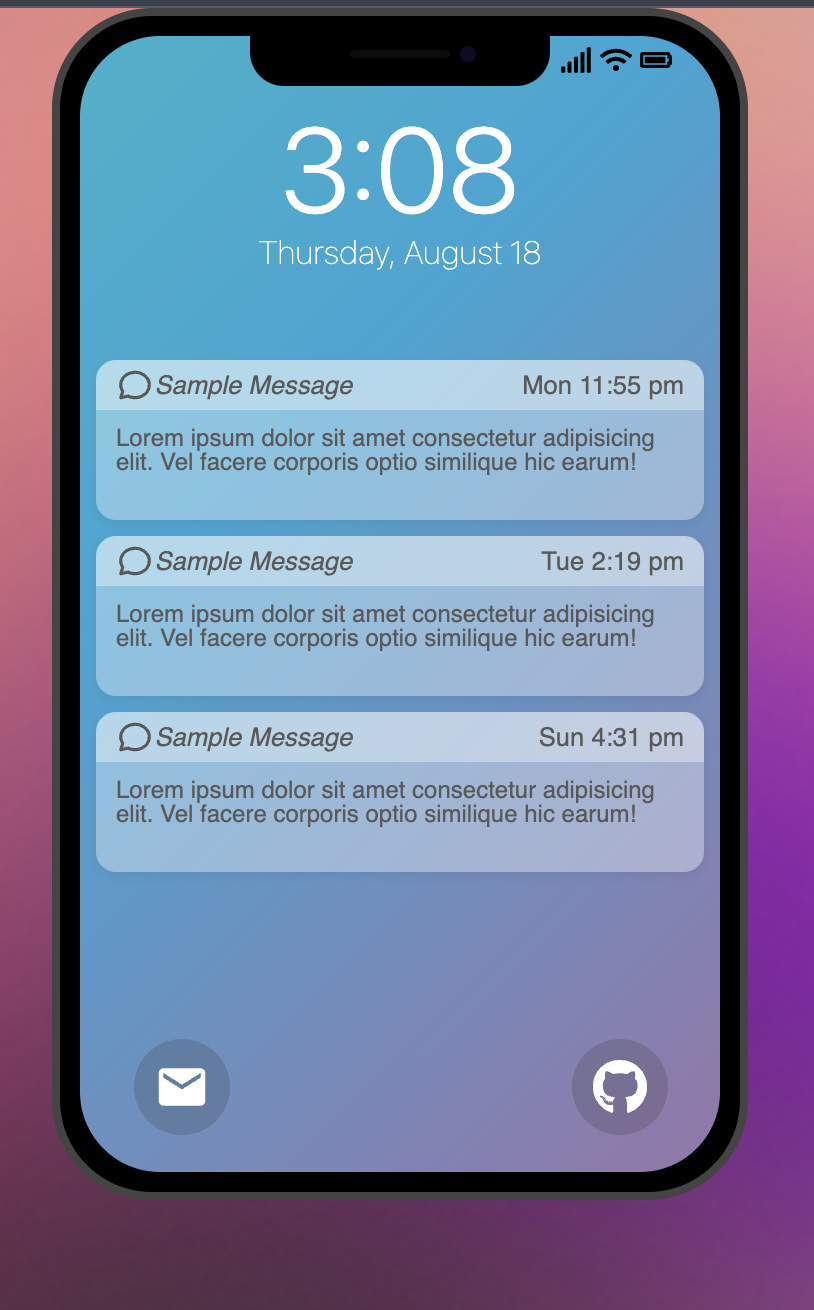 3:08
Thursday, August 18
Sample Message Mon 11:55 pm
Lorem ipsum dolor sit amet consectetur adipisicing
elit. Vel facere corporis optio similique hic earum!
Sample Message Tue 2:19 pm
Lorem ipsum dolor sit amet consectetur adipisicing
elit. Vel facere corporis optio similique hic earum!
Sample Message Sun 4:31 pm
Lorem ipsum dolor sit amet consectetur adipisicing
elit. Vel facere corporis optio similique hic earum!